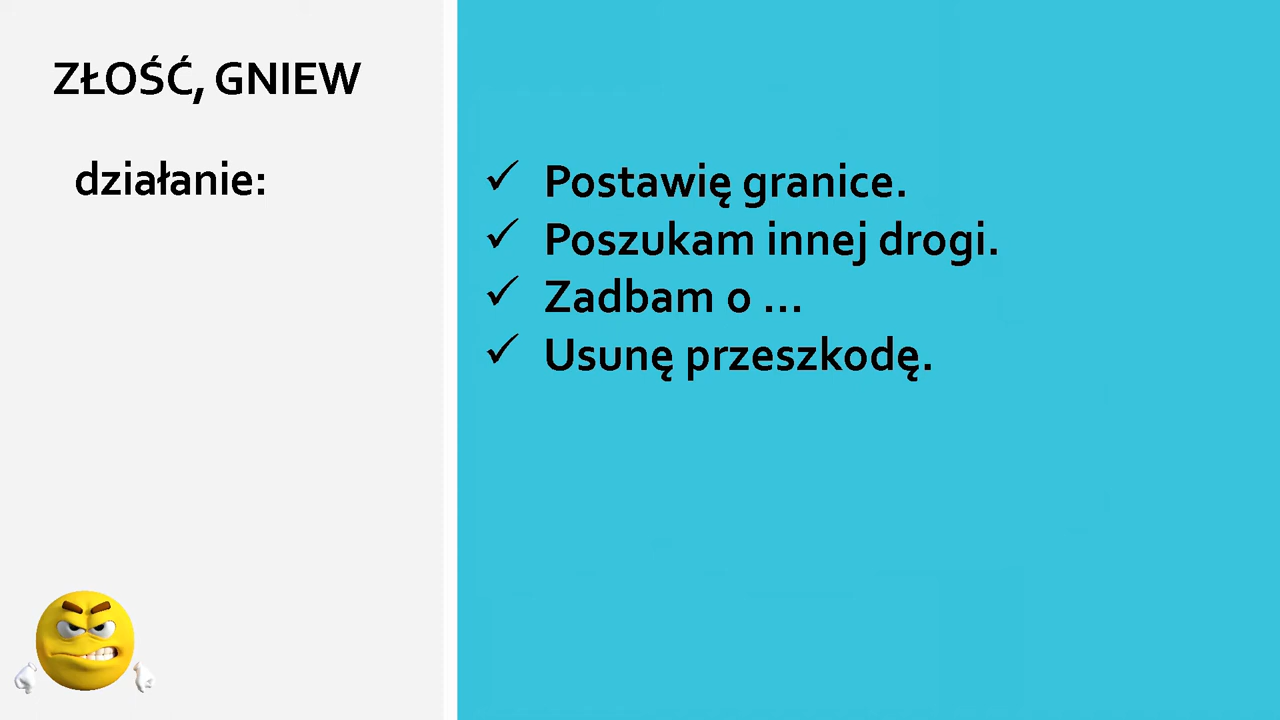 ZŁOŚĆ, GNIEW
działanie:
✓ Postawię granice.
✓ Poszukam innej drogi.
✓ Zadbam o ...
✓ Usunę przeszkodę.